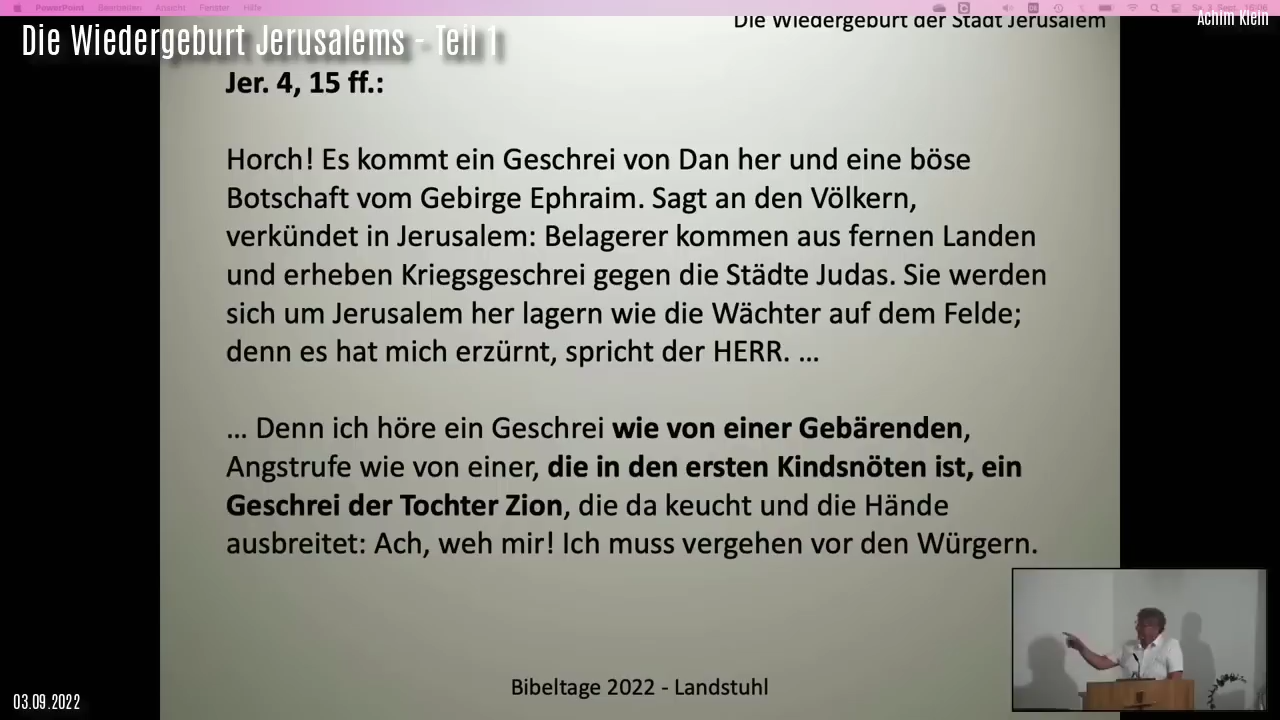 PowerPoint Bearbeiten Ansicht Fenster Hilfe
Die Wiedergeburt der Stadt Jerusalem
Achim Klein
Die Wiedergeburt Jerusalems - Teil 1
Jer. 4, 15 ff.:
Horch! Es kommt ein Geschrei von Dan her und eine böse
Botschaft vom Gebirge Ephraim. Sagt an den Völkern,
verkündet in Jerusalem: Belagerer kommen aus fernen Landen
und erheben Kriegsgeschrei gegen die Städte Judas. Sie werden
sich um Jerusalem her lagern wie die Wächter auf dem Felde;
denn es hat mich erzürnt, spricht der HERR. ...
... Denn ich höre ein Geschrei wie von einer Gebärenden,
Angstrufe wie von einer, die in den ersten Kindsnöten ist, ein
Geschrei der Tochter Zion, die da keucht und die Hände
ausbreitet: Ach, weh mir! Ich muss vergehen vor den Würgern.
Bibeltage 2022 - Landstuhl
03.09.2022